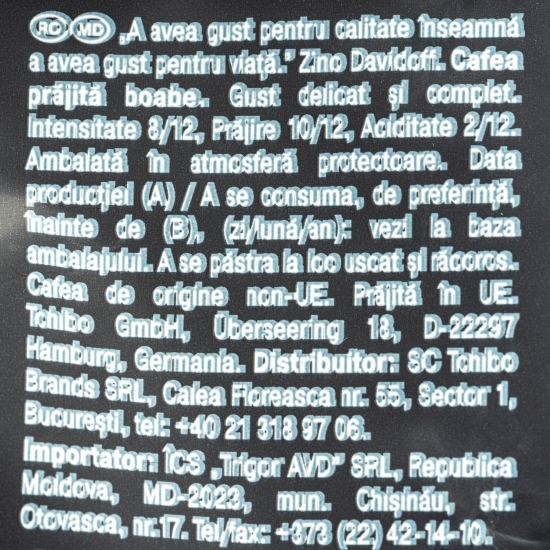 RO MD „A avea gust pentru calitate înseamnă
a avea gust pentru viață.” Zino Davidoff. Cafea
prăjită boabe. Gust delicat și complet.
Intensitate 8/12, Prăjire 10/12, Aciditate 2/12.
Ambalată în atmosferă protectoare. Data
producției (A) / A se consuma, de preferință,
înainte de (B), (zi/lună/an): vezi la baza
ambalajului. A se păstra la loc uscat și răcoros.
Cafea de origine non-UE. Prăjită în UE.
Tchibo GmbH, Überseering 18, D-22297
Hamburg, Germania. Distribuitor: SC Tchibo
Brands SRL, Calea Floreasca nr. 55, Sector 1,
București, tel: +40 21 318 97 06.
Importator: ÎCS „Trigor AVD” SRL, Republica
Moldova, MD-2023, mun. Chișinău, str.
Otovasca, nr.17. Tel/fax: +373 (22) 42-14-10.